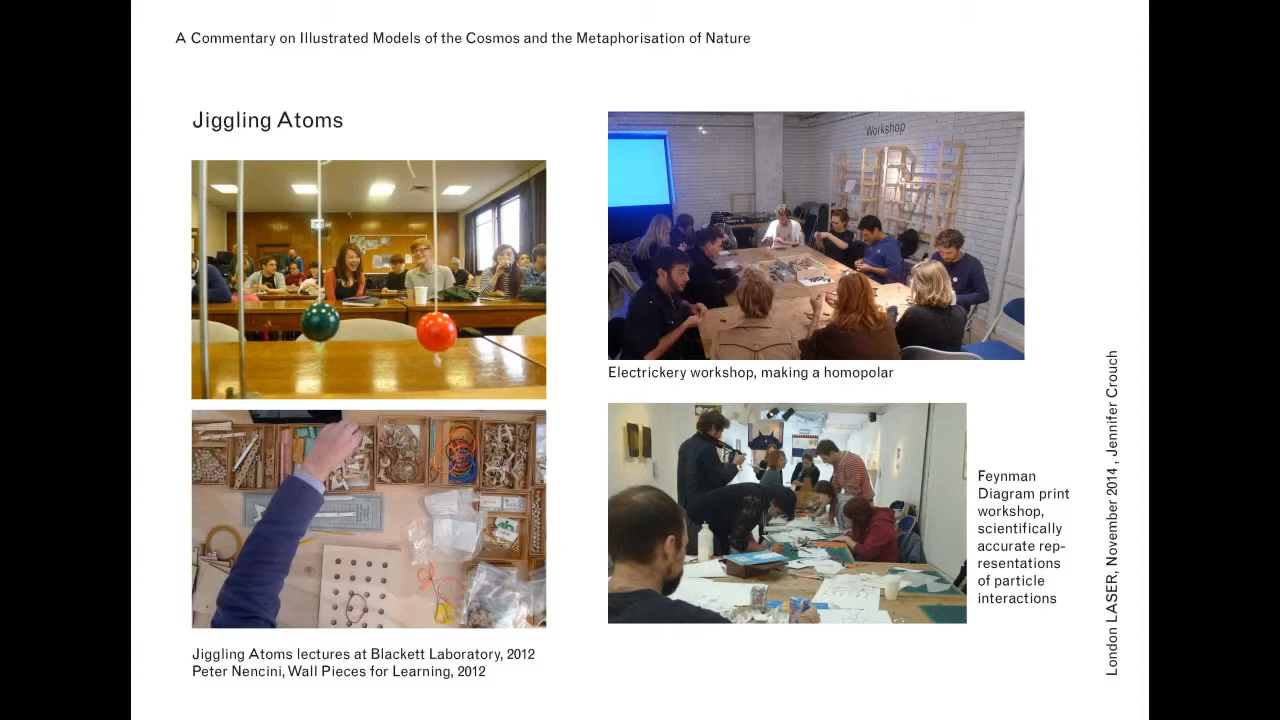 A Commentary on Illustrated Models of the Cosmos and the Metaphorisation of Nature
Jiggling Atoms
Workshop
Electrickery workshop, making a homopolar
Feynman
Diagram print
workshop,
scientifically
accurate rep-
resentations
of particle
interactions
Jiggling Atoms lectures at Blackett Laboratory, 2012
Peter Nencini, Wall Pieces for Learning, 2012
London LASER, November 2014 , Jennifer Crouch